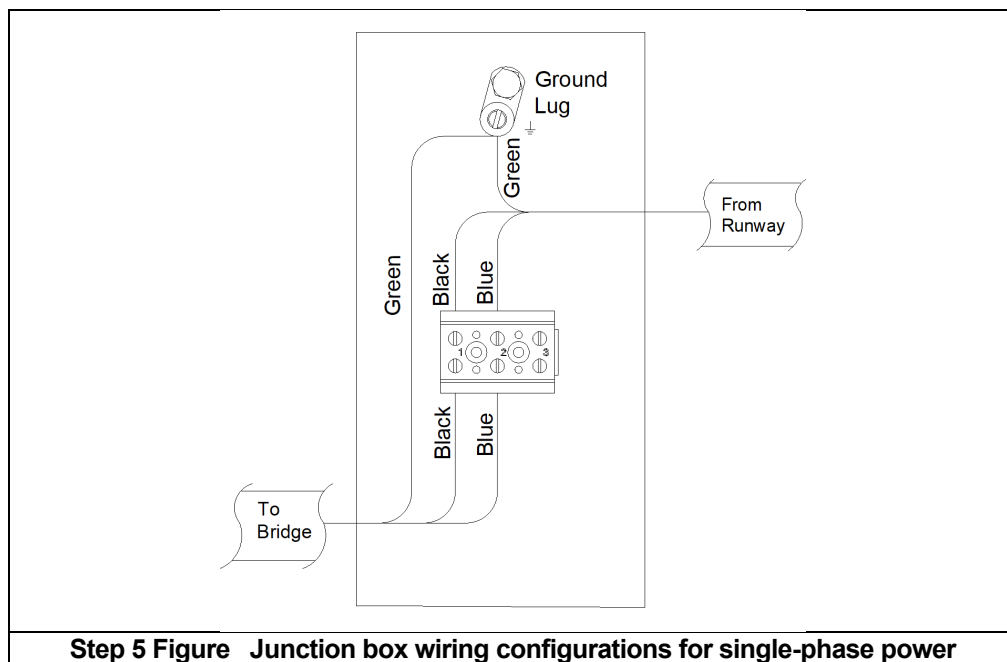 Ground
Lug
Green
From
Runway
Green
Black
Blue
1 2 3
Black
Blue
To
Bridge
Step 5 Figure Junction box wiring configurations for single-phase power